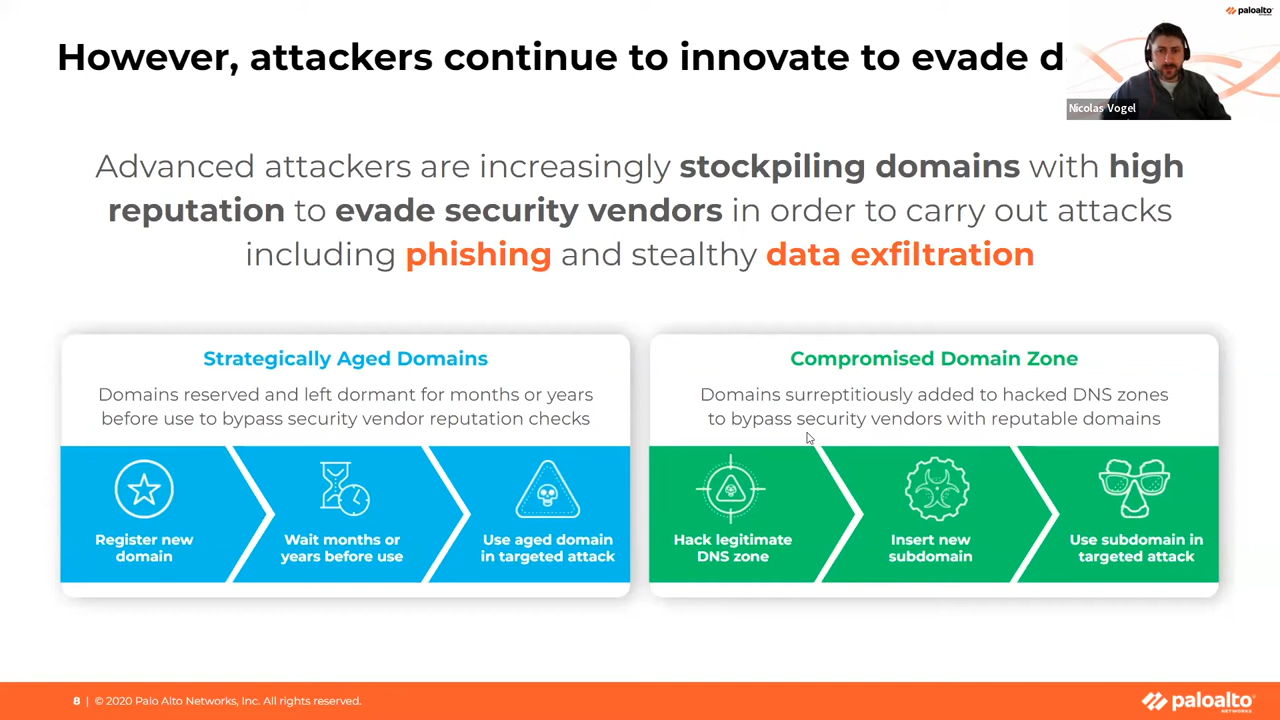 paloalto
However, attackers continue to innovate to evade d
Nicolas Vogel
Advanced attackers are increasingly stockpiling domains with high
reputation to evade security vendors in order to carry out attacks
including phishing and stealthy data exfiltration
Strategically Aged Domains
Domains reserved and left dormant for months or years
before use to bypass security vendor reputation checks
Register new
domain
Wait months or
years before use
Use aged domain
in targeted attack
Compromised Domain Zone
Domains surreptitiously added to hacked DNS zones
to bypass security vendors with reputable domains
Hack legitimate
DNS zone
Insert new
subdomain
Use subdomain in
targeted attack
8 | © 2020 Palo Alto Networks, Inc. All rights reserved.
paloalto
NETWORKS